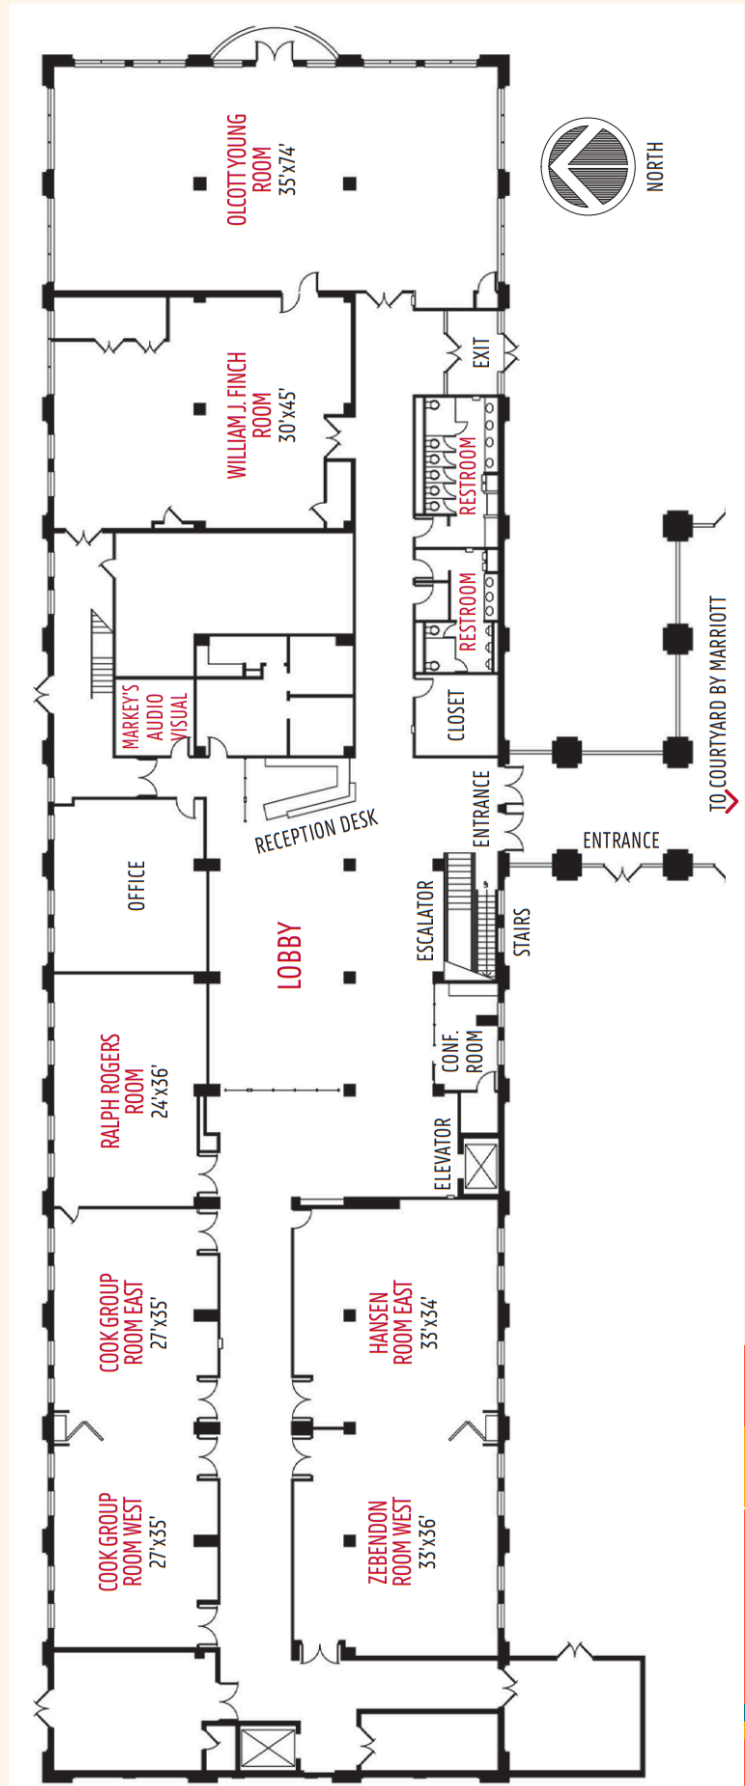 OLCOTT YOUNG
ROOM
35'x74'
NORTH
WILLIAM J. FINCH
ROOM
30'x45'
EXIT
RESTROOM
RESTROOM
MARKEY'S
AUDIO
VISUAL
CLOSET
TO COURTYARD BY MARRIOTT
RECEPTION DESK
ENTRANCE
ENTRANCE
OFFICE
LOBBY
ESCALATOR
STAIRS
RALPH ROGERS
ROOM
24'x36'
CONF.
ROOM
ELEVATOR
COOK GROUP
ROOM EAST
27'x35'
HANSEN
ROOM EAST
33'x34'
COOK GROUP
ROOM WEST
27'x35'
ZEBENDON
ROOM WEST
33'x36'